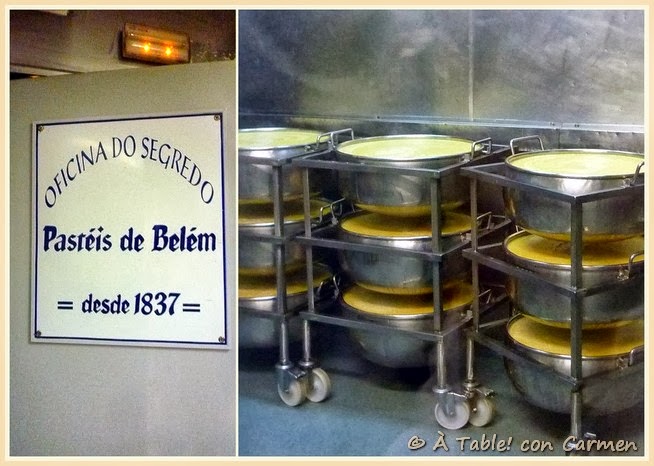 OFICINA DO SEGREDO
Pastéis de Belém
= desde 1837 =
© À Table! con Carmen